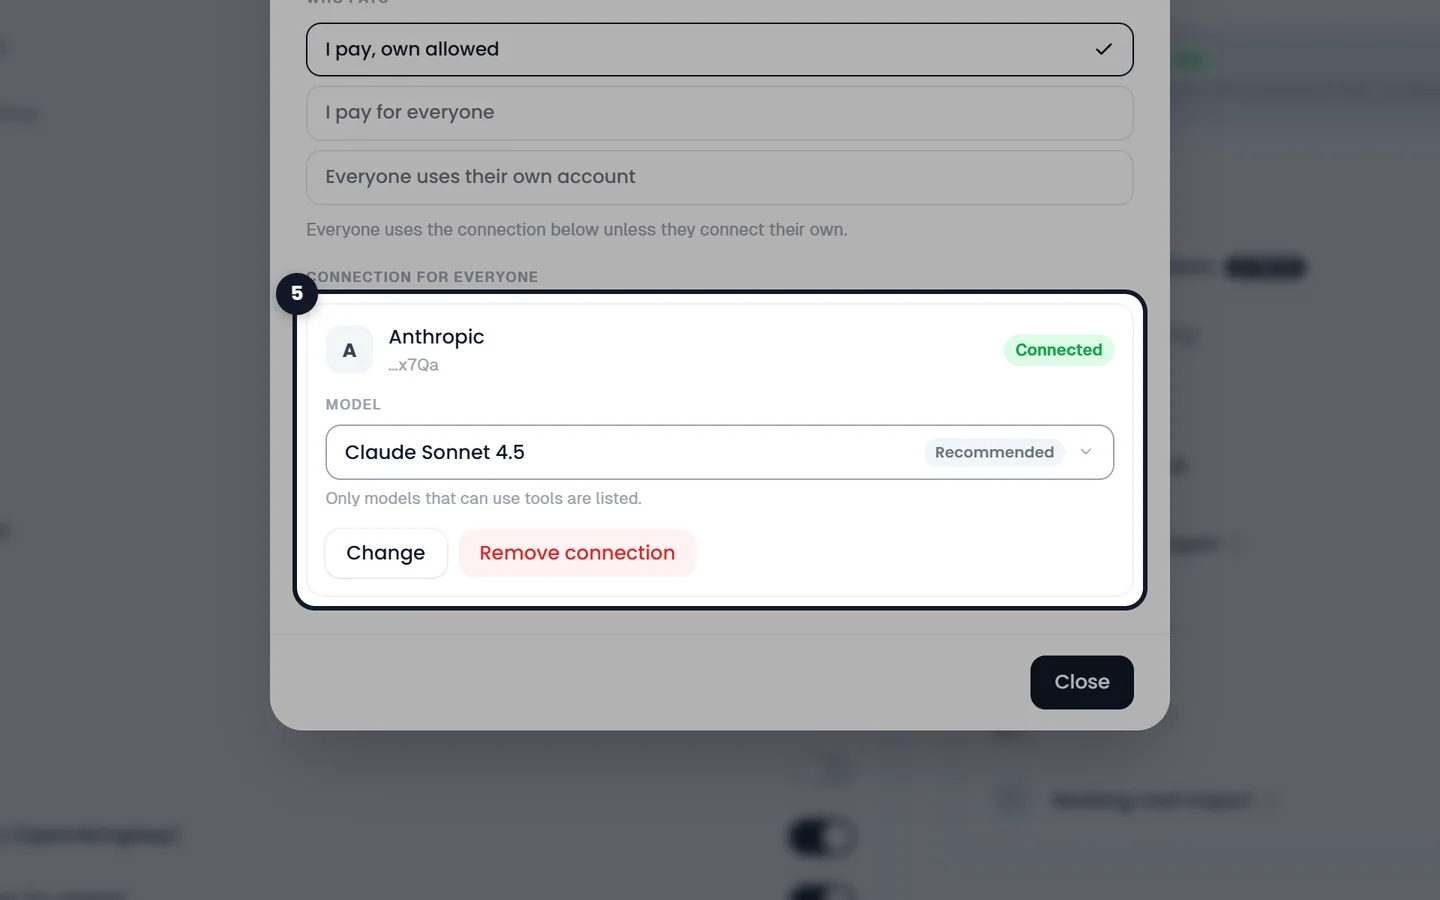 I pay, own allowed
I pay for everyone
Everyone uses their own account
Everyone uses the connection below unless they connect their own.
CONNECTION FOR EVERYONE
5
A
Anthropic
...x7Qa
Connected
MODEL
Claude Sonnet 4.5
Recommended
Only models that can use tools are listed.
Change
Remove connection
Close